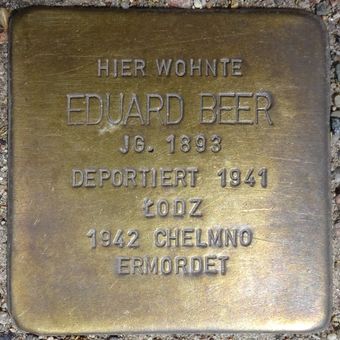 HIER WOHNTE
EDUARD BEER
JG. 1893
DEPORTIERT 1941
ŁODZ
1942 CHELMNO
ERMORDET